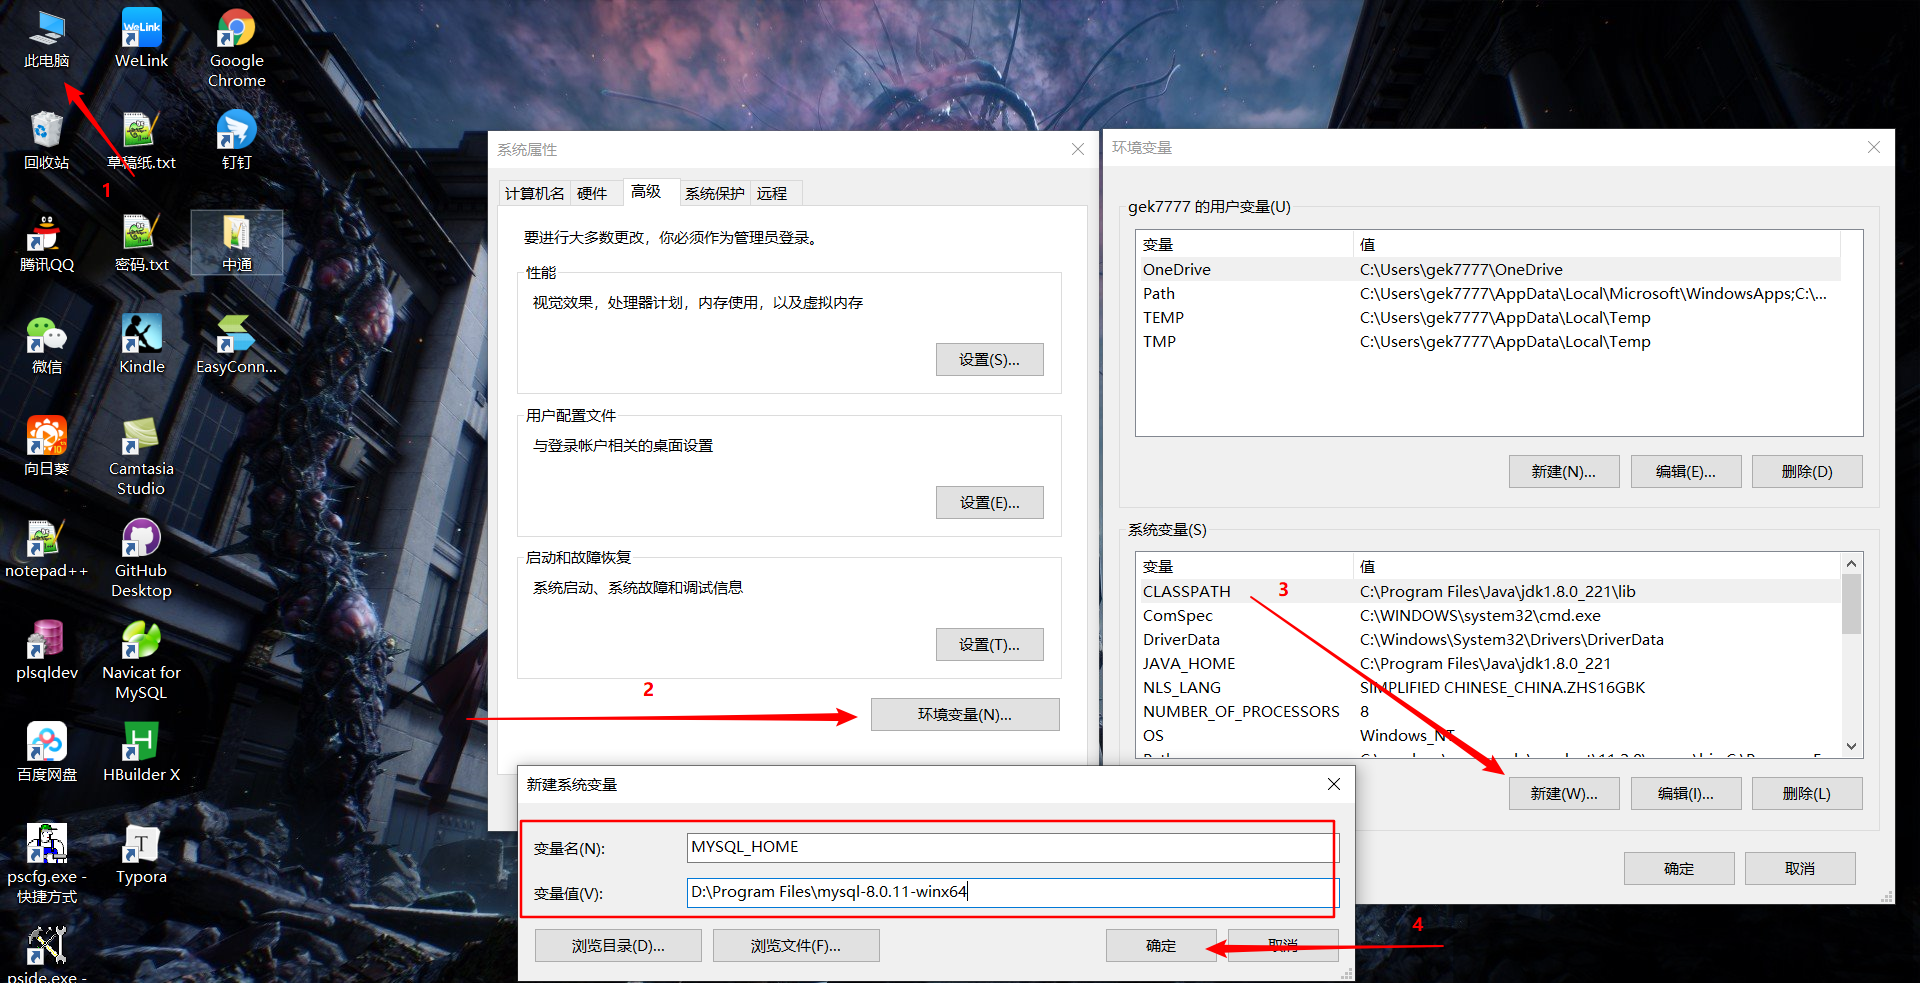 此电脑
WeLink
Google
Chrome
1
回收站
草稿纸.txt
钉钉
腾讯QQ
密码.txt
中通
微信
Kindle
EasyConn...
向日葵
Camtasia
Studio
notepad++
GitHub
Desktop
plsqldev
Navicat for
MySQL
百度网盘
HBuilder X
pscfg.exe -
快捷方式
Typora
pside.exe -
系统属性
计算机名
硬件
高级
系统保护
远程
要进行大多数更改，你必须作为管理员登录。
性能
视觉效果，处理器计划，内存使用，以及虚拟内存
设置(S)...
用户配置文件
与登录帐户相关的桌面设置
设置(E)...
启动和故障恢复
系统启动、系统故障和调试信息
设置(T)...
2
环境变量(N)...
环境变量
gek7777 的用户变量(U)
变量 值
OneDrive C:\Users\gek7777\OneDrive
Path C:\Users\gek7777\AppData\Local\Microsoft\WindowsApps;C:\...
TEMP C:\Users\gek7777\AppData\Local\Temp
TMP C:\Users\gek7777\AppData\Local\Temp
新建(N)...
编辑(E)...
删除(D)
系统变量(S)
变量 值
CLASSPATH C:\Program Files\Java\jdk1.8.0_221\lib
3
ComSpec C:\WINDOWS\system32\cmd.exe
DriverData C:\Windows\System32\Drivers\DriverData
JAVA_HOME C:\Program Files\Java\jdk1.8.0_221
NLS_LANG SIMPLIFIED CHINESE_CHINA.ZHS16GBK
NUMBER_OF_PROCESSORS 8
OS Windows_NT
新建(W)...
编辑(I)...
删除(L)
确定
取消
新建系统变量
变量名(N):
MYSQL_HOME
变量值(V):
D:\Program Files\mysql-8.0.11-winx64
浏览目录(D)...
浏览文件(F)...
确定
取消
4